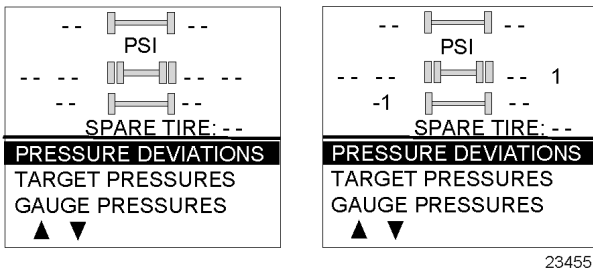 -- --
PSI
-- -- -- --
-- --
SPARE TIRE: --
PRESSURE DEVIATIONS
TARGET PRESSURES
GAUGE PRESSURES
-- --
PSI
-- -- -- 1
-1 --
SPARE TIRE: --
PRESSURE DEVIATIONS
TARGET PRESSURES
GAUGE PRESSURES
23455